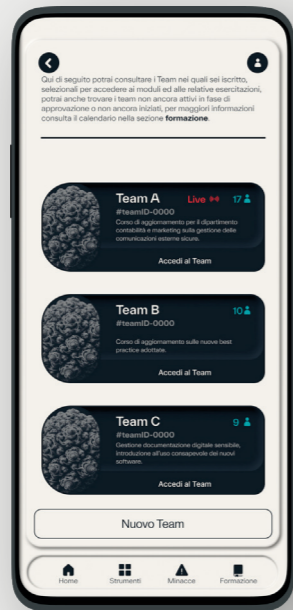 Qui di seguito potrai consultare i Team nei quali sei iscritto,
selezionali per accedere ai moduli ed alle relative esercitazioni,
potrai anche trovare i team non ancora attivi in fase di
approvazione o non ancora iniziati, per maggiori informazioni
consulta il calendario nella sezione formazione.
Team A Live 17
#teamID-0000
Corso di aggiornamento per il dipartimento
contabilità e marketing sulla gestione delle
comunicazioni esterne sicure.
Accedi al Team
Team B 10
#teamID-0000
Corso di aggiornamento sulle nuove best
practice adottate.
Accedi al Team
Team C 9
#teamID-0000
Gestione documentazione digitale sensibile,
introduzione all'uso consapevole dei nuovi
software.
Accedi al Team
Nuovo Team
Home Strumenti Minacce Formazione